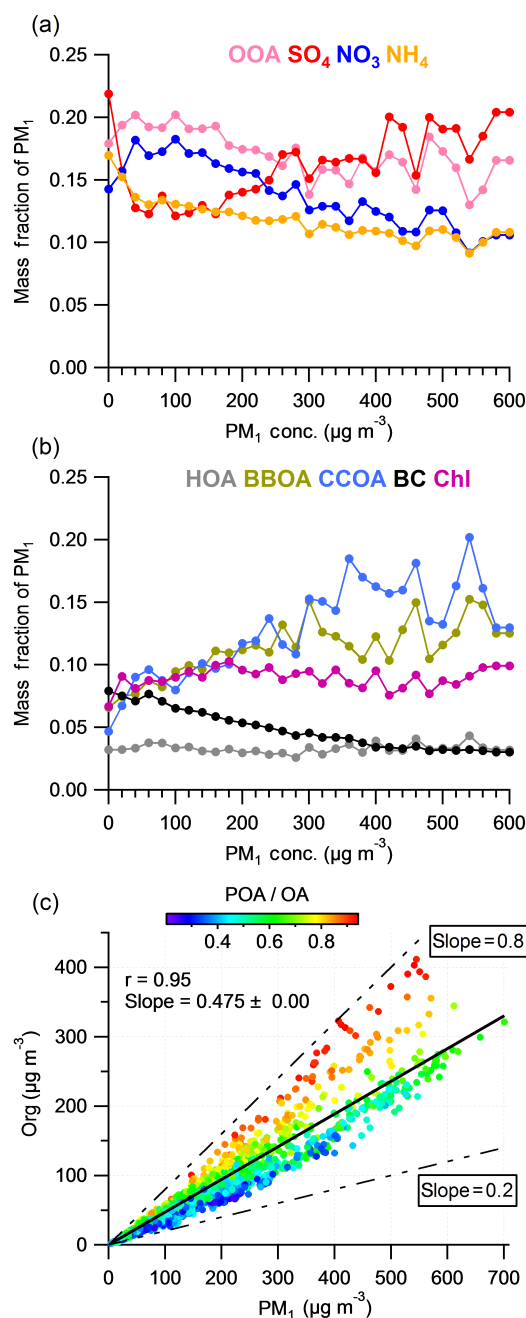 (a)
OOA SO₄ NO₃ NH₄
0.25
0.20
0.15
0.10
0.05
0.00
Mass fraction of PM₁
0 100 200 300 400 500 600
PM₁ conc. (µg m⁻³)
(b)
HOA BBOA CCOA BC Chl
0.25
0.20
0.15
0.10
0.05
0.00
Mass fraction of PM₁
0 100 200 300 400 500 600
PM₁ conc. (µg m⁻³)
(c)
POA / OA
0.4 0.6 0.8
r = 0.95
Slope = 0.475 ± 0.00
Slope = 0.8
Slope = 0.2
400
300
200
100
0
Org (µg m⁻³)
0 100 200 300 400 500 600 700
PM₁ (µg m⁻³)